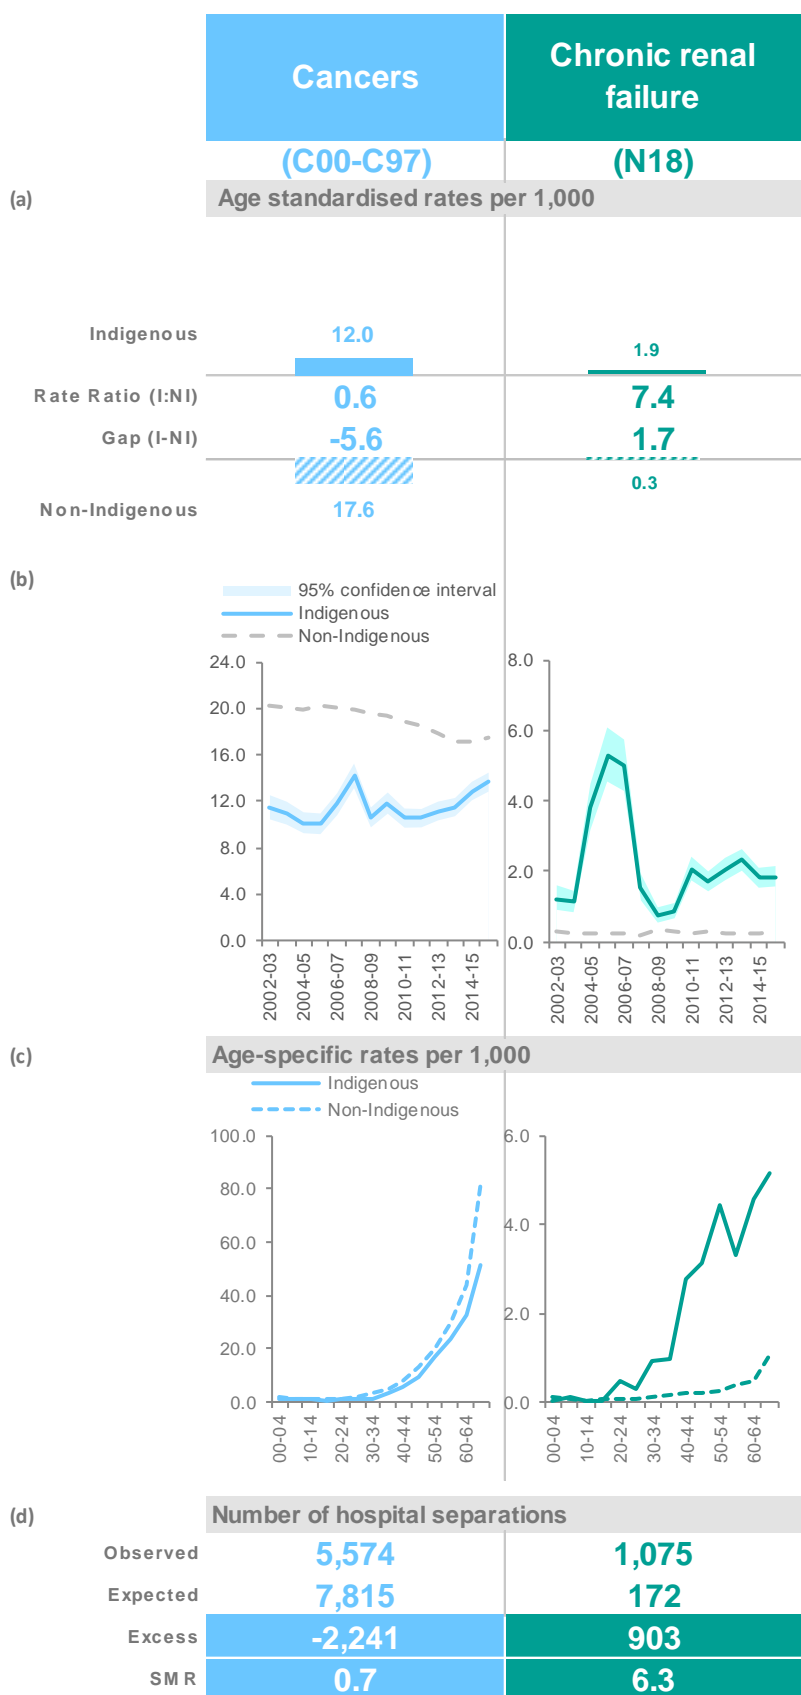 Cancers
Chronic renal
failure
(C00-C97)
(N18)
(a)
Age standardised rates per 1,000
Indigenous
12.0
1.9
Rate Ratio (I:NI)
0.6
7.4
Gap (I-NI)
-5.6
1.7
0.3
Non-Indigenous
17.6
(b)
95% confidence interval
Indigenous
Non-Indigenous
24.0
20.0
16.0
12.0
8.0
4.0
0.0
2002-03
2004-05
2006-07
2008-09
2010-11
2012-13
2014-15
8.0
6.0
4.0
2.0
0.0
2002-03
2004-05
2006-07
2008-09
2010-11
2012-13
2014-15
(c)
Age-specific rates per 1,000
Indigenous
Non-Indigenous
100.0
80.0
60.0
40.0
20.0
0.0
00-04
10-14
20-24
30-34
40-44
50-54
60-64
6.0
4.0
2.0
0.0
00-04
10-14
20-24
30-34
40-44
50-54
60-64
(d)
Number of hospital separations
Observed
5,574
1,075
Expected
7,815
172
Excess
-2,241
903
SMR
0.7
6.3